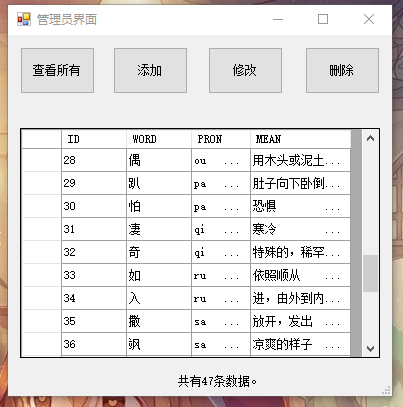 管理员界面
查看所有 添加 修改 删除
ID WORD PRON MEAN
28 偶 ou ... 用木头或泥土...
29 趴 pa ... 肚子向下卧倒...
30 怕 pa ... 恐惧 ...
31 凄 qi ... 寒冷 ...
32 奇 qi ... 特殊的，稀罕...
33 如 ru ... 依照顺从 ...
34 入 ru ... 进，由外到内...
35 撒 sa ... 放开，发出 ...
36 飒 sa ... 凉爽的样子 ...
共有47条数据。